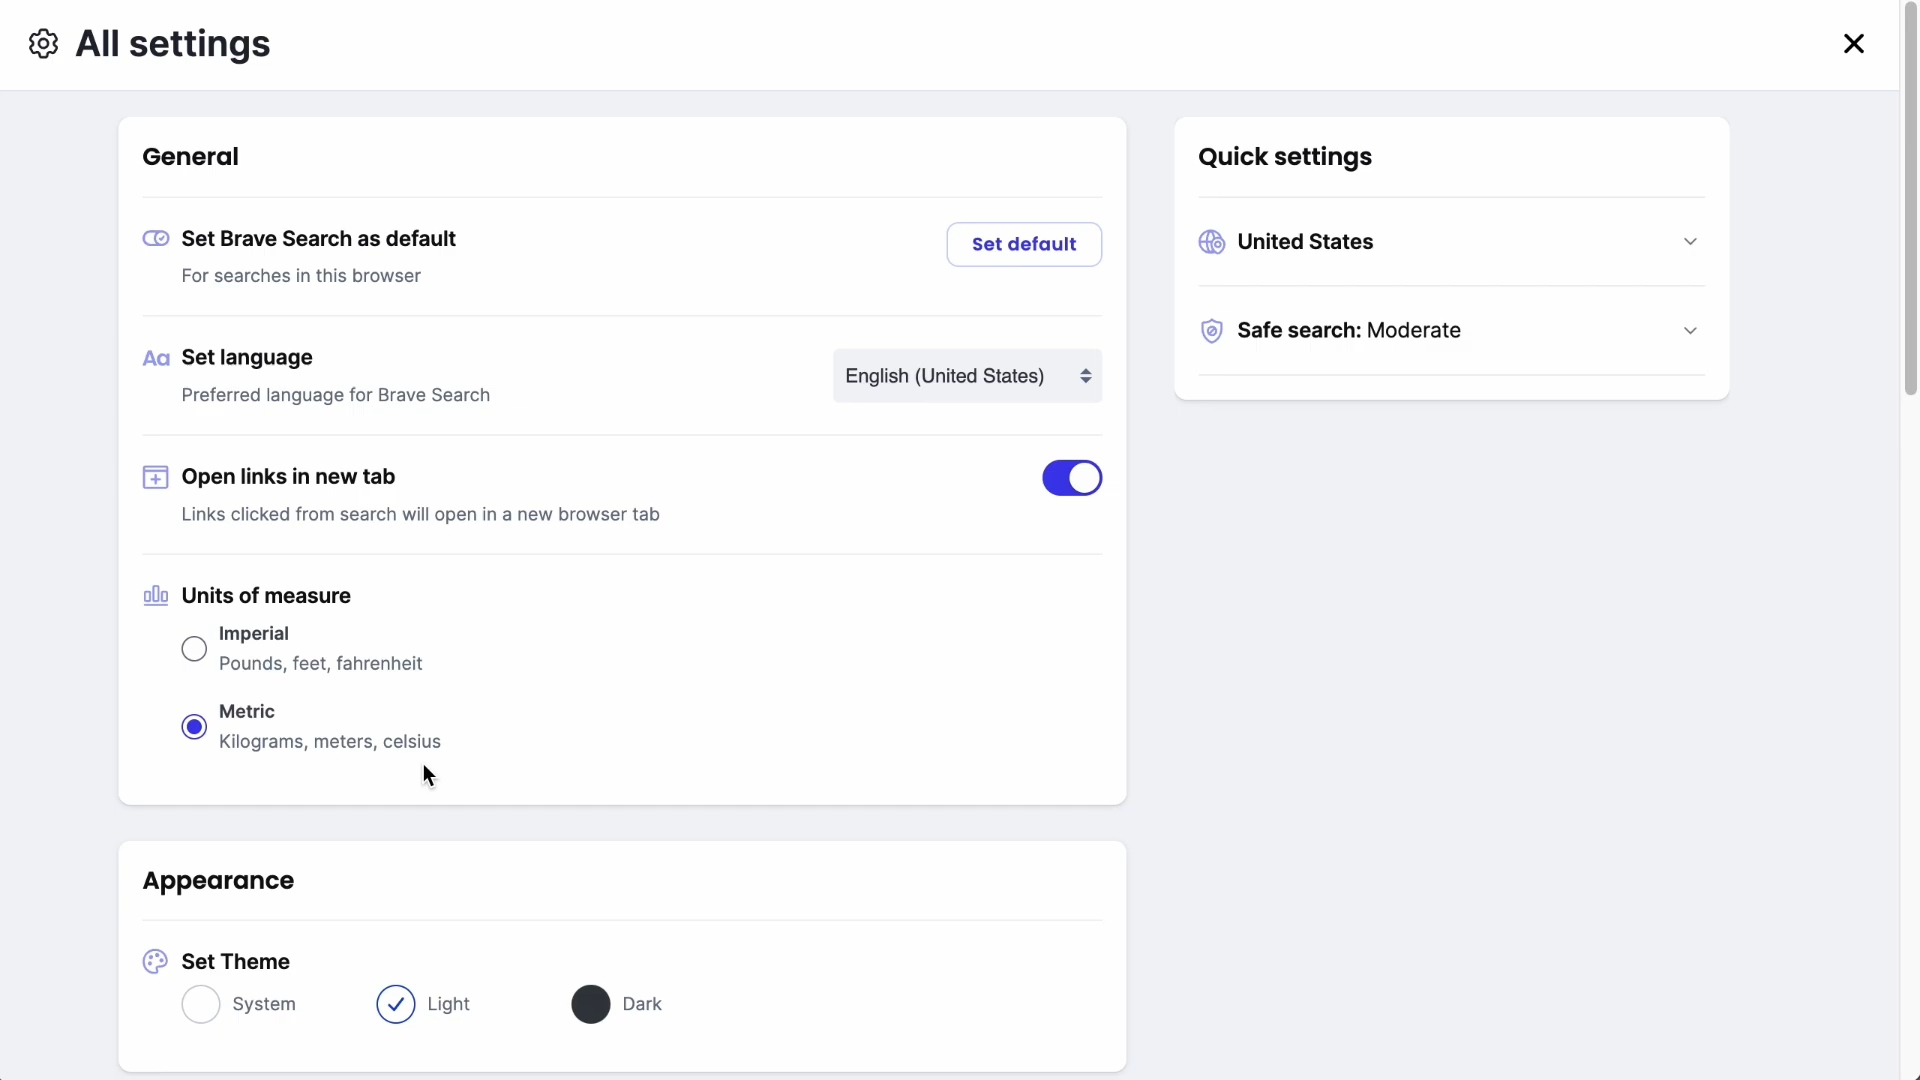 All settings
General
Set Brave Search as default
Set default
For searches in this browser
Aa Set language
Preferred language for Brave Search
English (United States)
Open links in new tab
Links clicked from search will open in a new browser tab
Units of measure
Imperial
Pounds, feet, fahrenheit
Metric
Kilograms, meters, celsius
Appearance
Set Theme
System
Light
Dark
Quick settings
United States
Safe search: Moderate